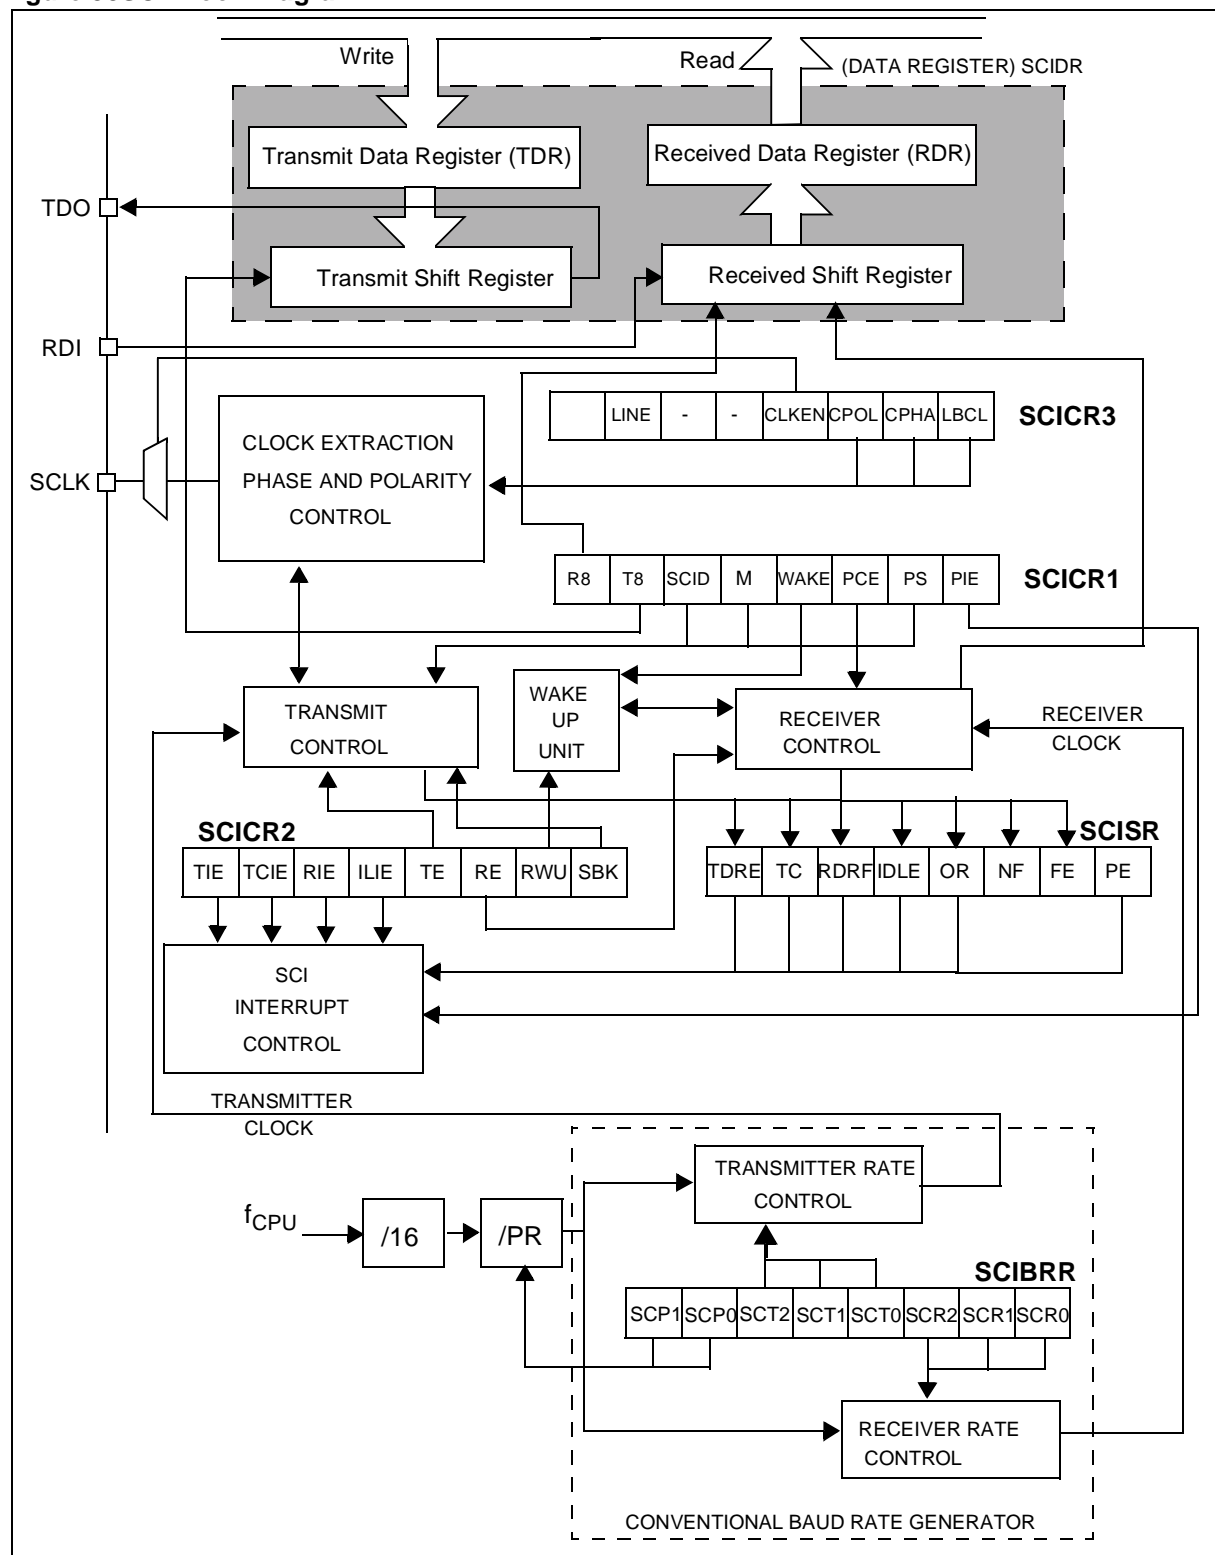 Write
Read
(DATA REGISTER) SCIDR
Transmit Data Register (TDR)
Received Data Register (RDR)
TDO
Transmit Shift Register
Received Shift Register
RDI
LINE - - CLKEN CPOL CPHA LBCL
SCICR3
CLOCK EXTRACTION
PHASE AND POLARITY
CONTROL
SCLK
R8 T8 SCID M WAKE PCE PS PIE
SCICR1
TRANSMIT
CONTROL
WAKE
UP
UNIT
RECEIVER
CONTROL
RECEIVER
CLOCK
SCICR2
SCISR
TIE TCIE RIE ILIE TE RE RWU SBK
TDRE TC RDRF IDLE OR NF FE PE
SCI
INTERRUPT
CONTROL
TRANSMITTER
CLOCK
TRANSMITTER RATE
CONTROL
fCPU
/16
/PR
SCIBRR
SCP1 SCP0 SCT2 SCT1 SCT0 SCR2 SCR1 SCR0
RECEIVER RATE
CONTROL
CONVENTIONAL BAUD RATE GENERATOR